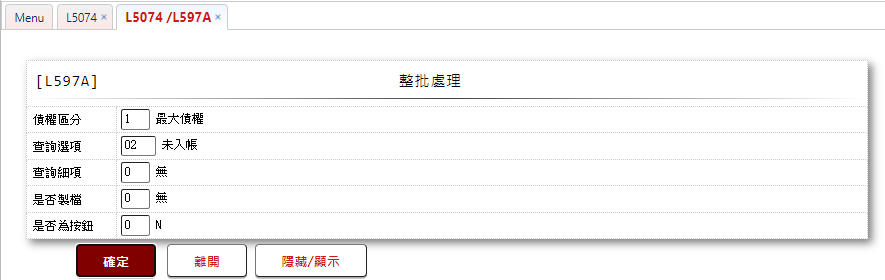 Menu L5074 × L5074 /L597A ×
[L597A] 整批處理
債權區分 1 最大債權
查詢選項 02 未入帳
查詢細項 0 無
是否製檔 0 無
是否為按鈕 0 N
確定 離開 隱藏/顯示